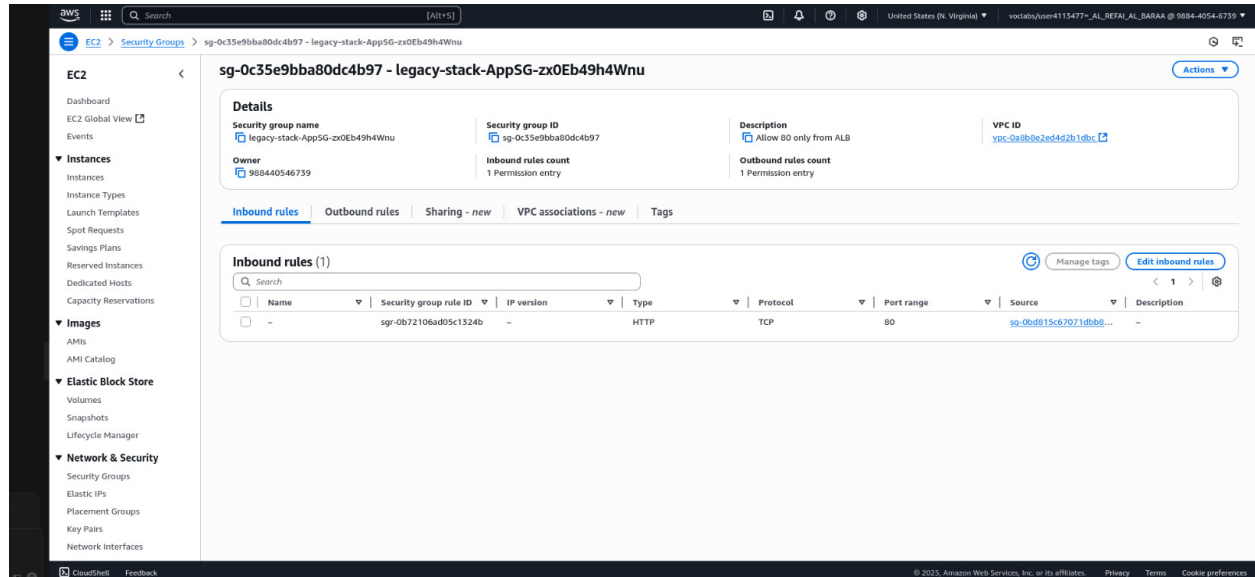 aws
Search [Alt+S] United States (N. Virginia) voclabs/user4113477=_AL_REFAI_AL_BARAA @ 9884-4054-6739
EC2 > Security Groups > sg-0c35e9bba80dc4b97 - legacy-stack-AppSG-zx0Eb49h4Wnu
EC2
Dashboard
EC2 Global View
Events
Instances
Instances
Instance Types
Launch Templates
Spot Requests
Savings Plans
Reserved Instances
Dedicated Hosts
Capacity Reservations
Images
AMIs
AMI Catalog
Elastic Block Store
Volumes
Snapshots
Lifecycle Manager
Network & Security
Security Groups
Elastic IPs
Placement Groups
Key Pairs
Network Interfaces
sg-0c35e9bba80dc4b97 - legacy-stack-AppSG-zx0Eb49h4Wnu
Actions
Details
Security group name
legacy-stack-AppSG-zx0Eb49h4Wnu
Security group ID
sg-0c35e9bba80dc4b97
Description
Allow 80 only from ALB
VPC ID
vpc-0a8b8e2ed4d2b1dbc
Owner
988440546739
Inbound rules count
1 Permission entry
Outbound rules count
1 Permission entry
Inbound rules Outbound rules Sharing - new VPC associations - new Tags
Inbound rules (1)
Manage tags Edit inbound rules
Search
< 1 >
Name Security group rule ID IP version Type Protocol Port range Source Description
– sgr-0b72106ad05c1324b – HTTP TCP 80 sg-0bd815c67071dbb8... –
CloudShell Feedback © 2025, Amazon Web Services, Inc. or its affiliates. Privacy Terms Cookie preferences